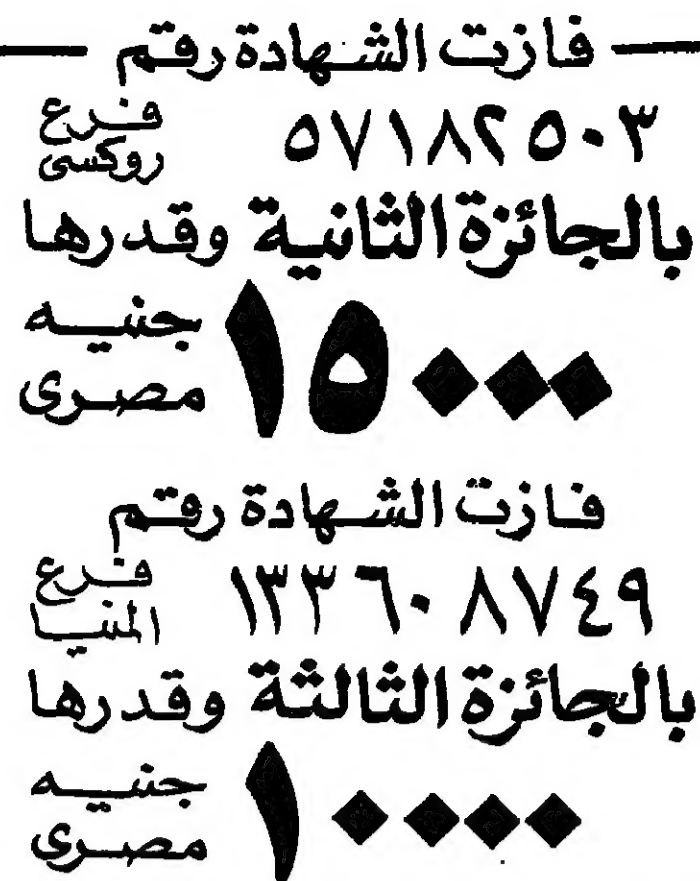 فازت الشهادة رقم
٥٧١٨٢٥٠٣ فرع روكسى
بالجائزة الثانية وقدرها
١٥٠٠٠ جنيه مصرى
فازت الشهادة رقم
١٣٣٦٠٨٧٤٩ فرع المنيا
بالجائزة الثالثة وقدرها
١٠٠٠٠ جنيه مصرى